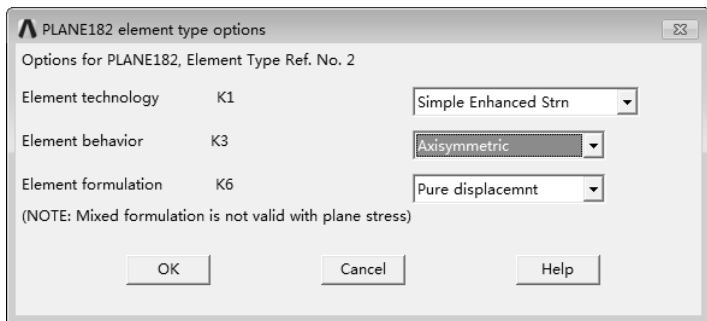 PLANE182 element type options
Options for PLANE182, Element Type Ref. No. 2
Element technology K1 Simple Enhanced Strn
Element behavior K3 Axisymmetric
Element formulation K6 Pure displacemnt
(NOTE: Mixed formulation is not valid with plane stress)
OK Cancel Help